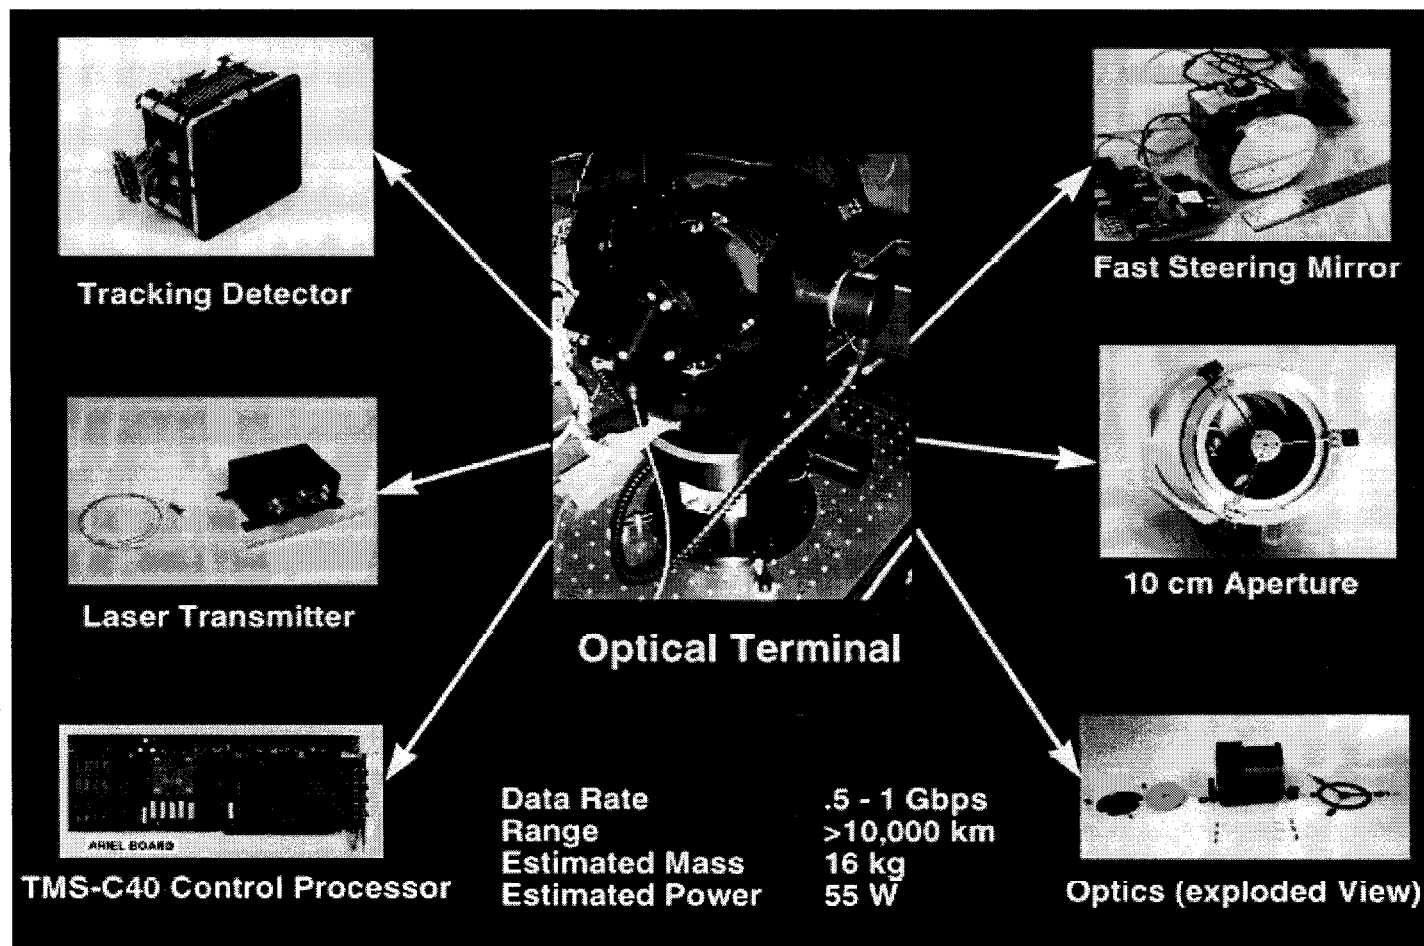 Tracking Detector
Fast Steering Mirror
Laser Transmitter
10 cm Aperture
Optical Terminal
ARIEL BOARD
TMS-C40 Control Processor
Data Rate .5 - 1 Gbps
Range >10,000 km
Estimated Mass 16 kg
Estimated Power 55 W
Optics (exploded View)